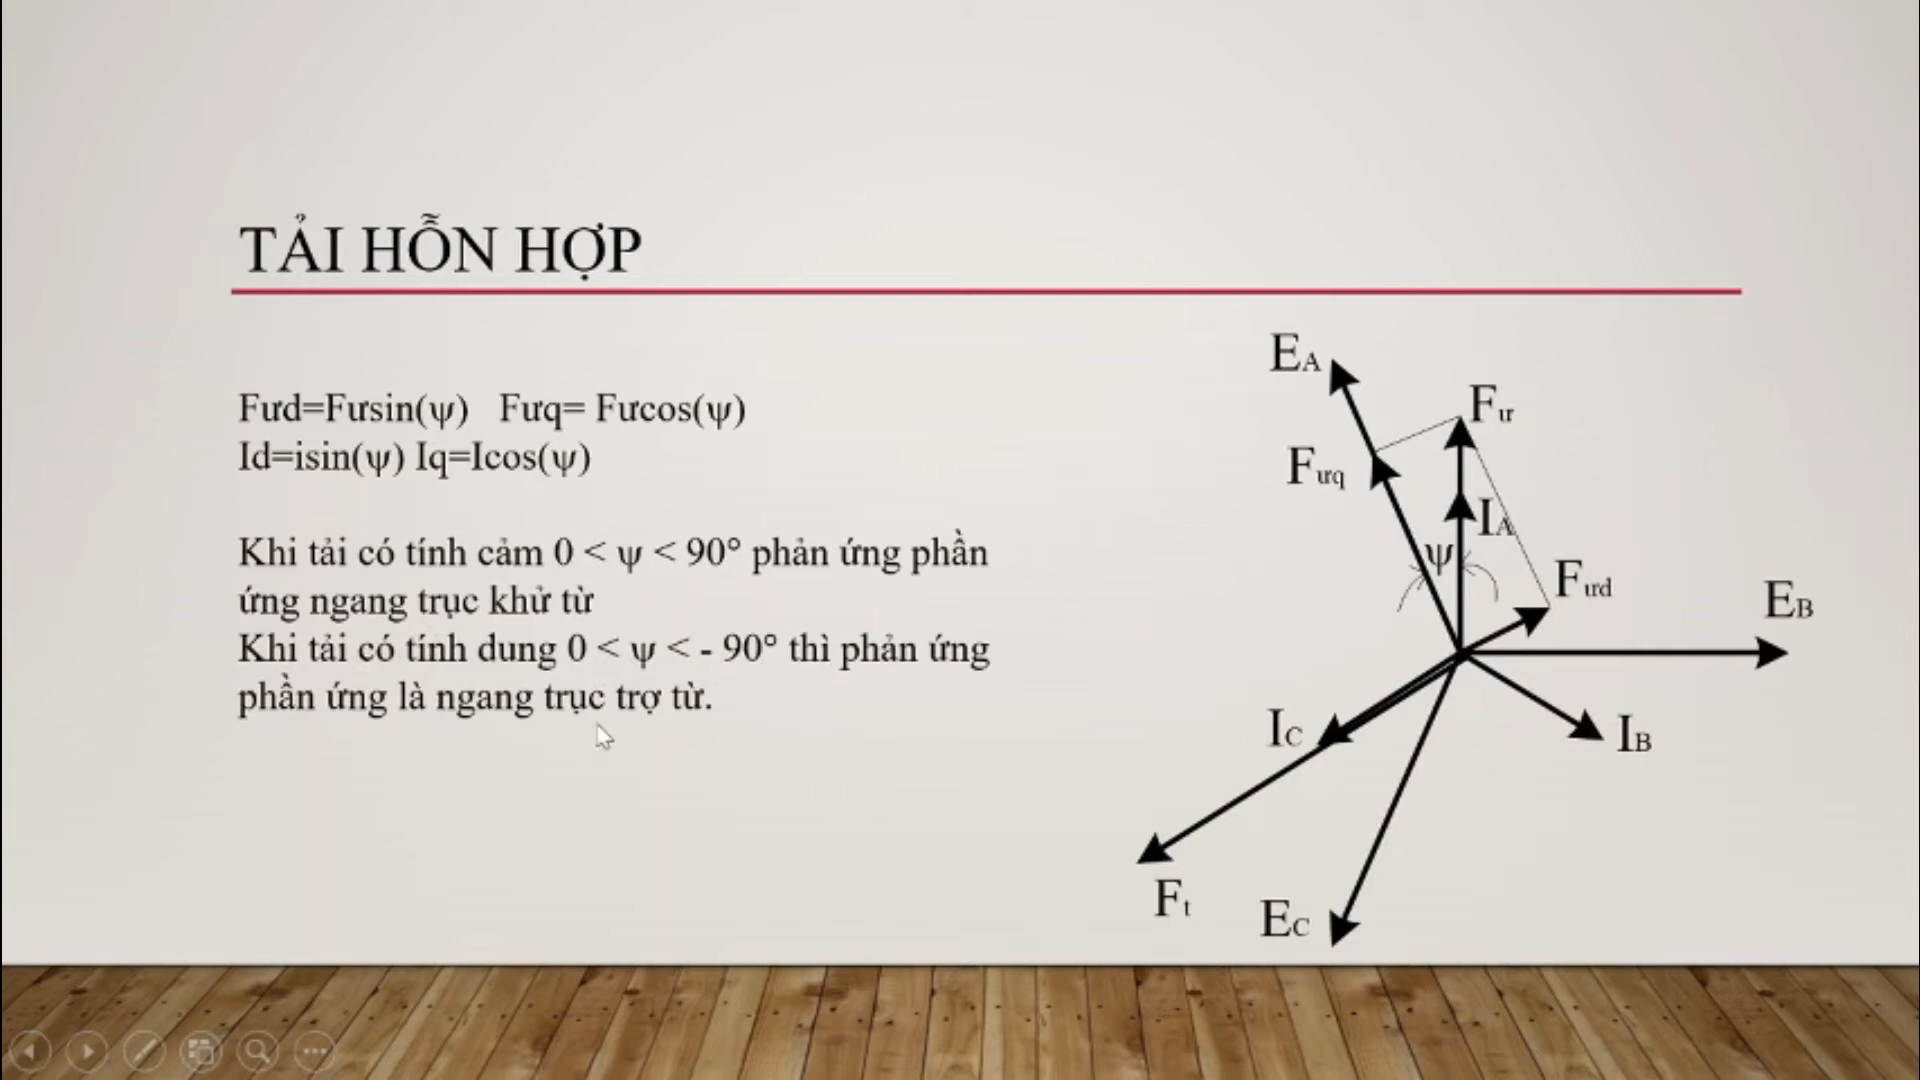 TẢI HỖN HỢP
Fưd=Fưsin(ψ) Fưq= Fưcos(ψ)
Id=isin(ψ) Iq=Icos(ψ)
Khi tải có tính cảm 0 < ψ < 90° phản ứng phần
ứng ngang trục khử từ
Khi tải có tính dung 0 < ψ < - 90° thì phản ứng
phần ứng là ngang trục trợ từ.
EA
Fư
Fưq
IA
ψ
Fưd
EB
IC
IB
Ft
EC